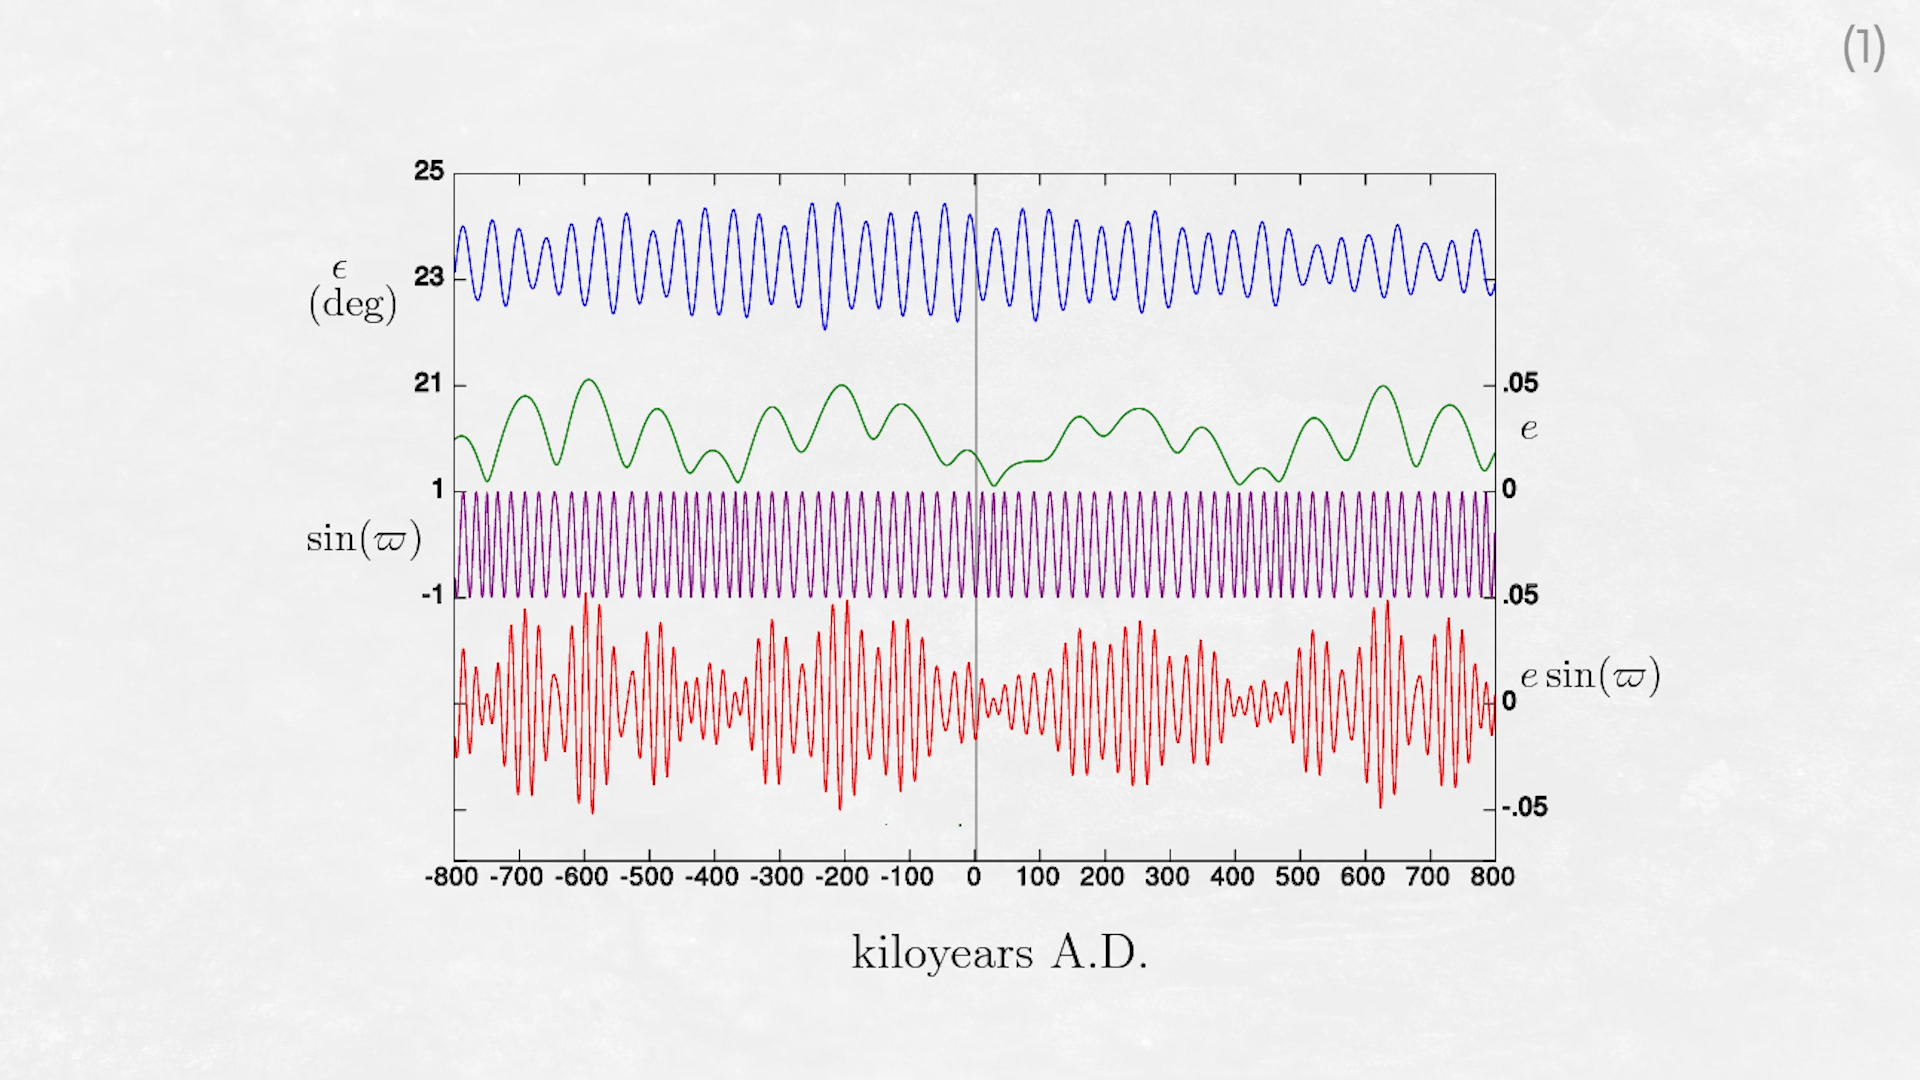 (1)
25
ϵ
(deg)
23
21
.05
e
1
0
sin(ϖ)
-1
.05
e sin(ϖ)
0
-.05
-800 -700 -600 -500 -400 -300 -200 -100 0 100 200 300 400 500 600 700 800
kiloyears A.D.